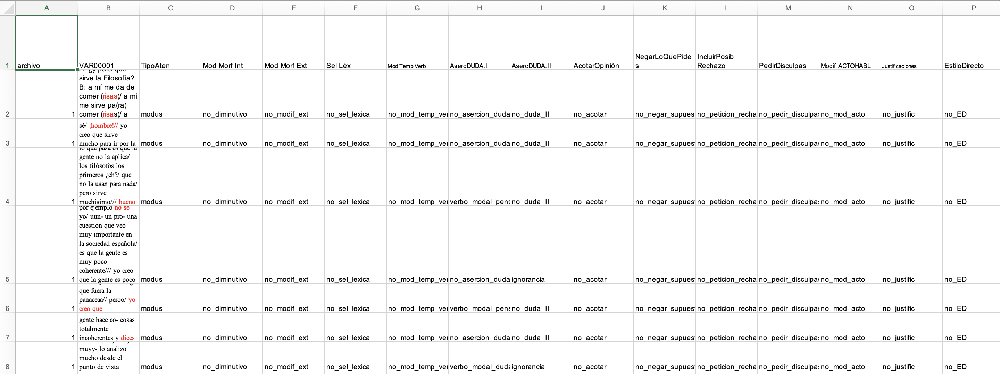 A B C D E F G H I J K L M N O P
NegarLoQuePide IncluirPosib
1 archivo VAR00001 TipoAten Mod Morf Int Mod Morf Ext Sel Léx Mod Temp Verb AsercDUDA.I AsercDUDA.II AcotarOpinión s Rechazo PedirDisculpas Modif ACTOHABL Justificaciones EstiloDirecto
A: ¿y para que
sirve la Filosofía?
B: a mí me da de
comer (risas)/ a mí
me sirve pa(ra)
2 1 comer (risas)/ a modus no_diminutivo no_modif_ext no_sel_lexica no_mod_temp_ver no_asercion_duda no_duda_II no_acotar no_negar_supues no_peticion_recha no_pedir_disculpa no_mod_acto no_justific no_ED
sé/ ¡hombre!// yo
creo que sirve
3 1 mucho para ir por la modus no_diminutivo no_modif_ext no_sel_lexica no_mod_temp_ver no_asercion_duda no_duda_II no_acotar no_negar_supues no_peticion_recha no_pedir_disculpa no_mod_acto no_justific no_ED
lo que pasa es que la
gente no la aplica/
los filósofos los
primeros ¿eh?/ que
no la usan para nada/
pero sirve
4 1 muchísimo/// bueno modus no_diminutivo no_modif_ext no_sel_lexica no_mod_temp_ver verbo_modal_pens no_duda_II no_acotar no_negar_supues no_peticion_recha no_pedir_disculpa no_mod_acto no_justific no_ED
por ejemplo no sé
yo/ uun- un pro- una
cuestión que veo
muy importante en
la sociedad española/
es que la gente es
muy poco
coherente/// yo creo
5 1 que la gente es poco modus no_diminutivo no_modif_ext no_sel_lexica no_mod_temp_ver no_asercion_duda ignorancia no_acotar no_negar_supues no_peticion_recha no_pedir_disculpa no_mod_acto no_justific no_ED
que fuera la
panaceaa// peroo/ yo
6 1 creo que modus no_diminutivo no_modif_ext no_sel_lexica no_mod_temp_ver verbo_modal_pens no_duda_II no_acotar no_negar_supues no_peticion_recha no_pedir_disculpa no_mod_acto no_justific no_ED
gente hace co- cosas
totalmente
7 1 incoherentes y dices modus no_diminutivo no_modif_ext no_sel_lexica no_mod_temp_ver no_asercion_duda no_duda_II no_acotar no_negar_supues no_peticion_recha no_pedir_disculpa no_mod_acto no_justific no_ED
muyy- lo analizo
mucho desde el
8 1 punto de vista modus no_diminutivo no_modif_ext no_sel_lexica no_mod_temp_ver verbo_modal_duda ignorancia no_acotar no_negar_supues no_peticion_recha no_pedir_disculpa no_mod_acto no_justific no_ED